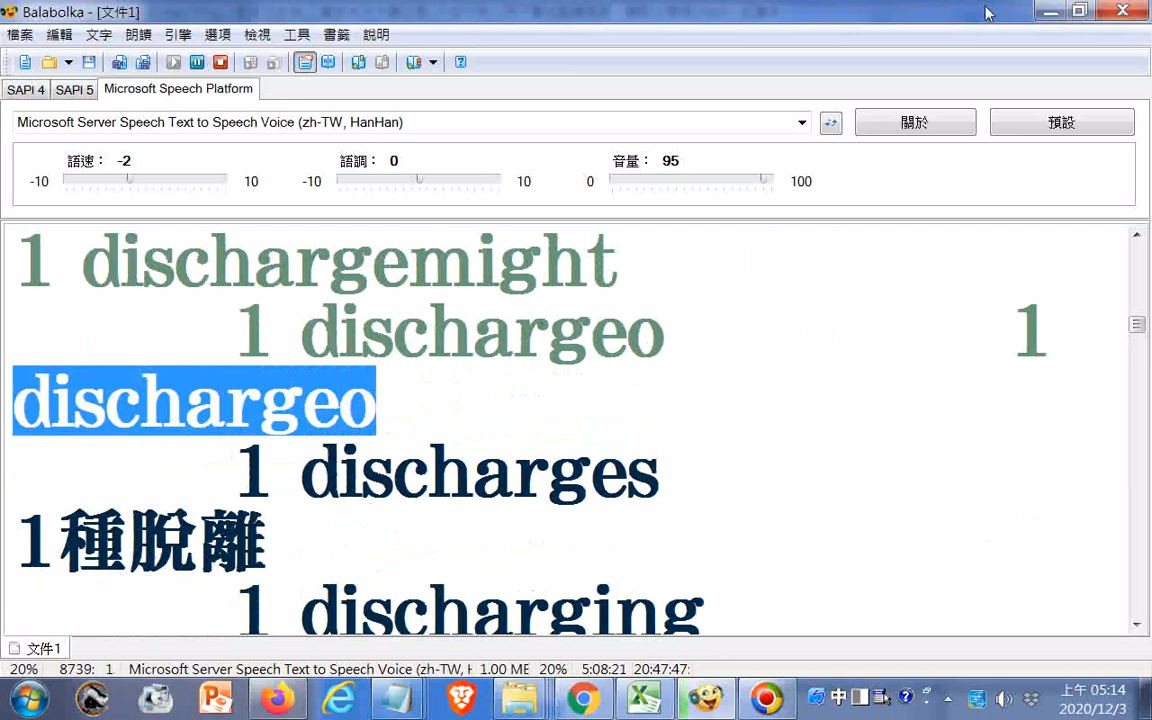 Balabolka - [文件1]
檔案 編輯 文字 朗讀 引擎 選項 檢視 工具 書籤 說明
SAPI 4 SAPI 5 Microsoft Speech Platform
Microsoft Server Speech Text to Speech Voice (zh-TW, HanHan) 關於 預設
語速： -2 語調： 0 音量： 95
-10 10 -10 10 0 100
1 dischargemight
1 dischargeo 1
dischargeo
1 discharges
1種脫離
1 discharging
文件1
20% 8739: 1 Microsoft Server Speech Text to Speech Voice (zh-TW, H 1.00 ME 20% 5:08:21 20:47:47:
中 上午 05:14
2020/12/3